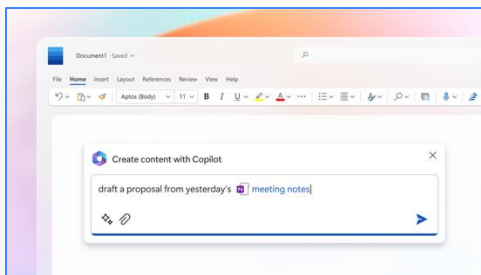 Document1 · Saved
File Home Insert Layout References Review View Help
Aptos (Body) 11 B I U A
Create content with Copilot
draft a proposal from yesterday's meeting notes